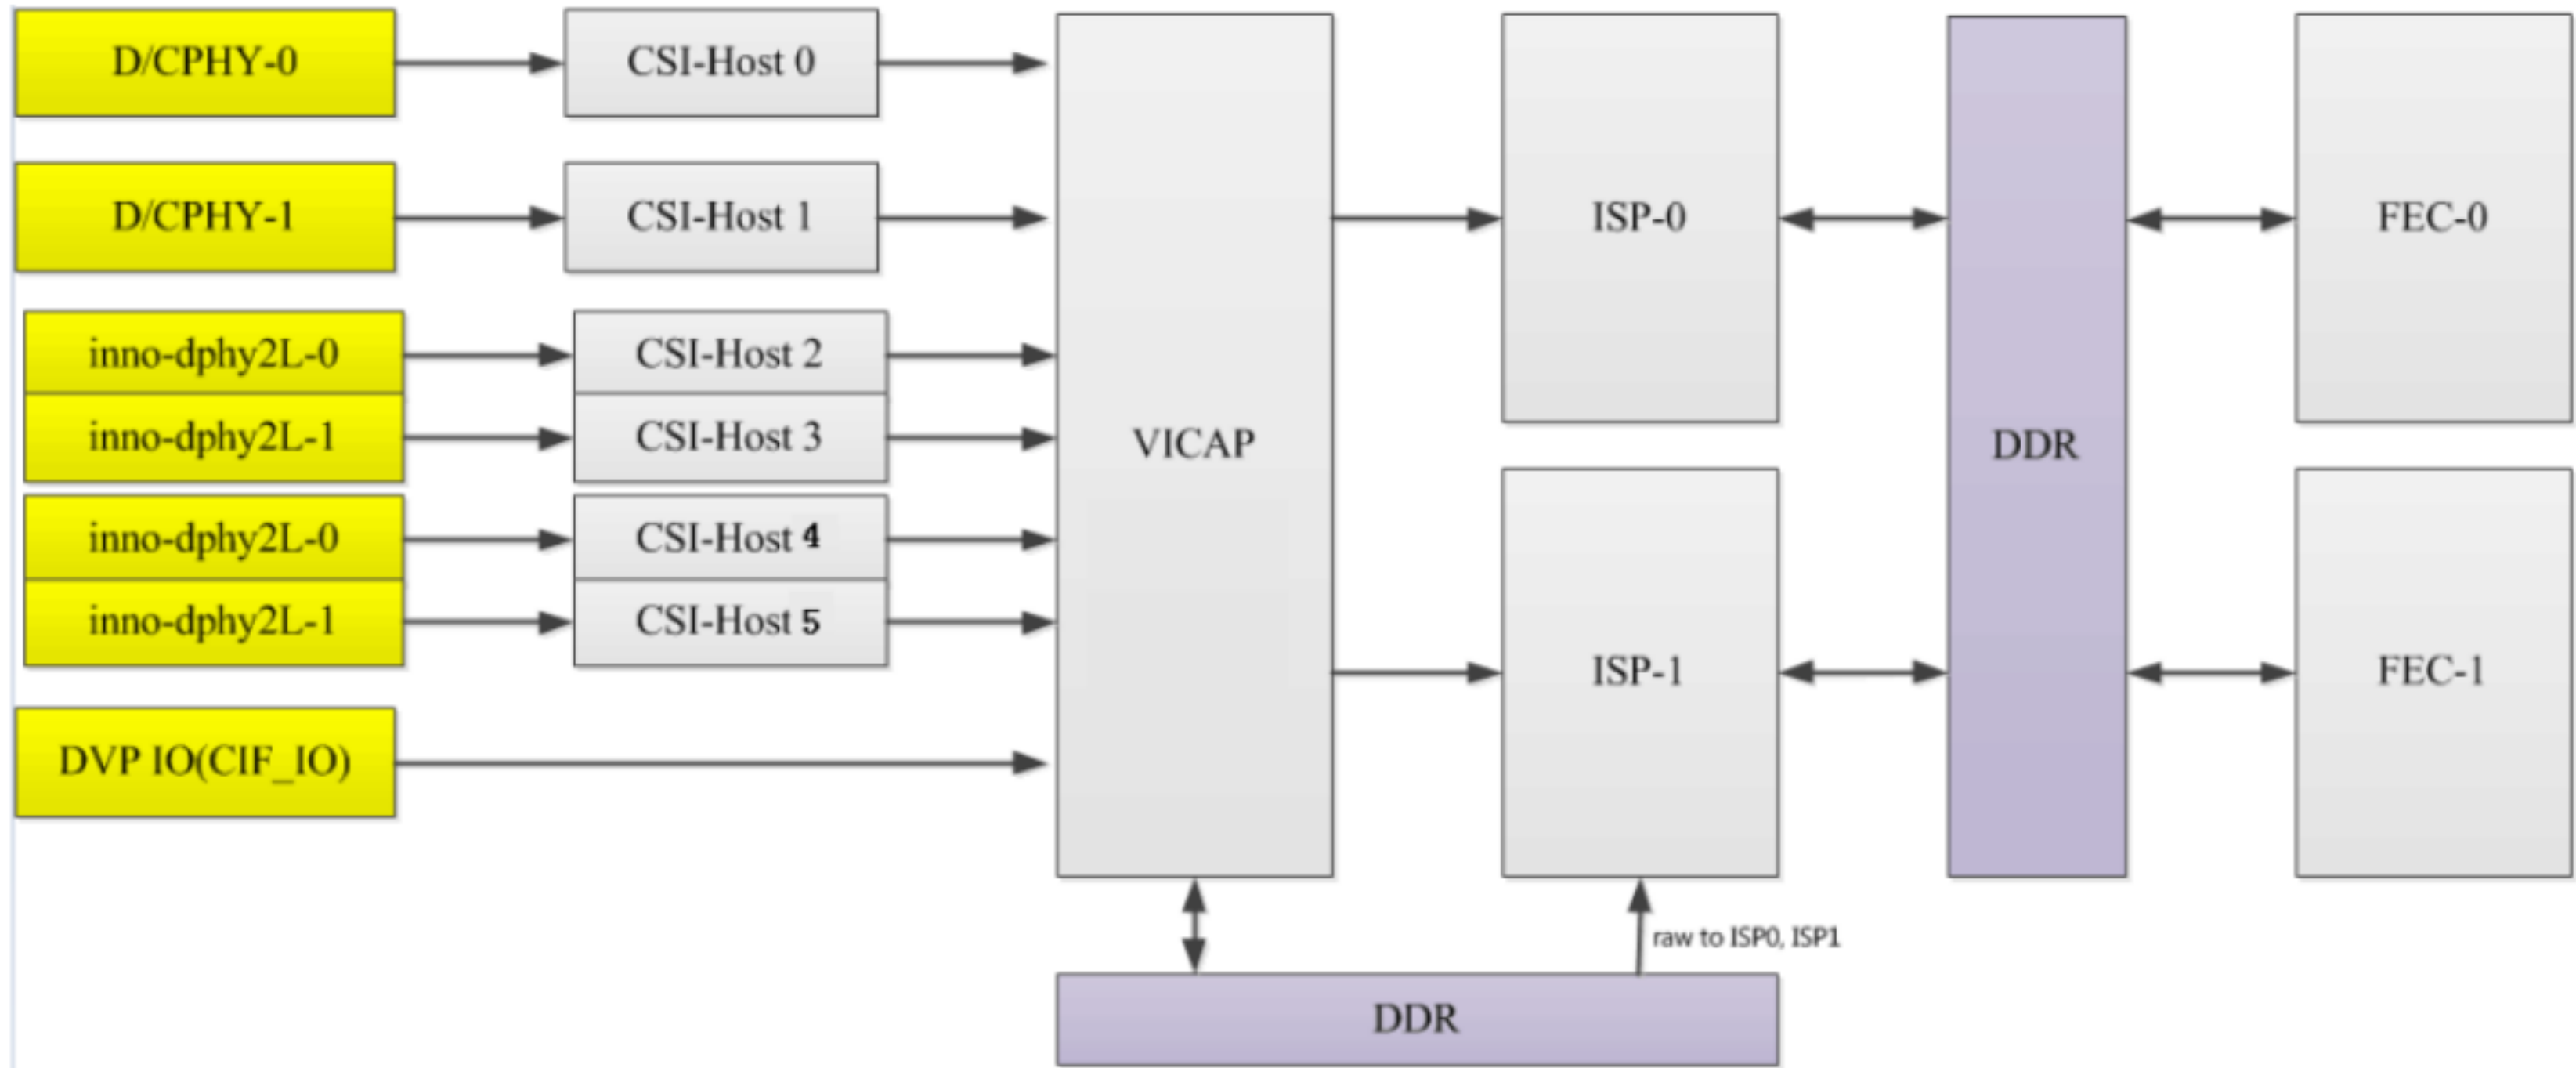 D/CPHY-0
CSI-Host 0
D/CPHY-1
CSI-Host 1
inno-dphy2L-0
CSI-Host 2
inno-dphy2L-1
CSI-Host 3
inno-dphy2L-0
CSI-Host 4
inno-dphy2L-1
CSI-Host 5
DVP IO(CIF_IO)
VICAP
ISP-0
ISP-1
DDR
FEC-0
FEC-1
raw to ISP0, ISP1
DDR